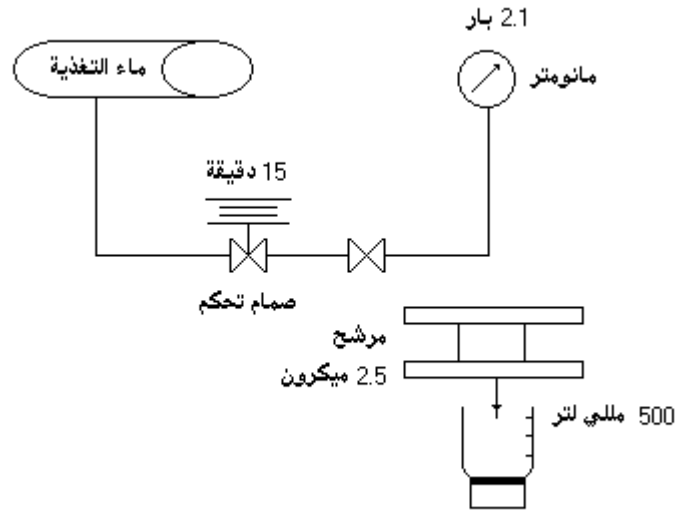 2.1 بار
ماء التغذية
مانومتر
15 دقيقة
صمام تحكم
مرشح
2.5 ميكرون
500 مللي لتر